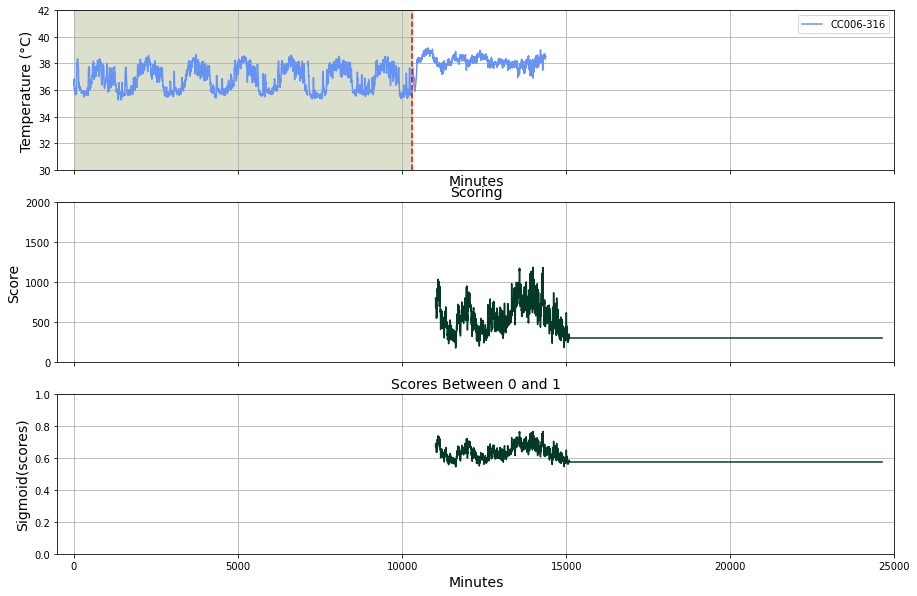 42
40
38
36
34
32
30
Temperature (°C)
CC006-316
Minutes
Scoring
2000
1500
1000
500
0
Score
Scores Between 0 and 1
1.0
0.8
0.6
0.4
0.2
0.0
Sigmoid(scores)
0 5000 10000 15000 20000 25000
Minutes